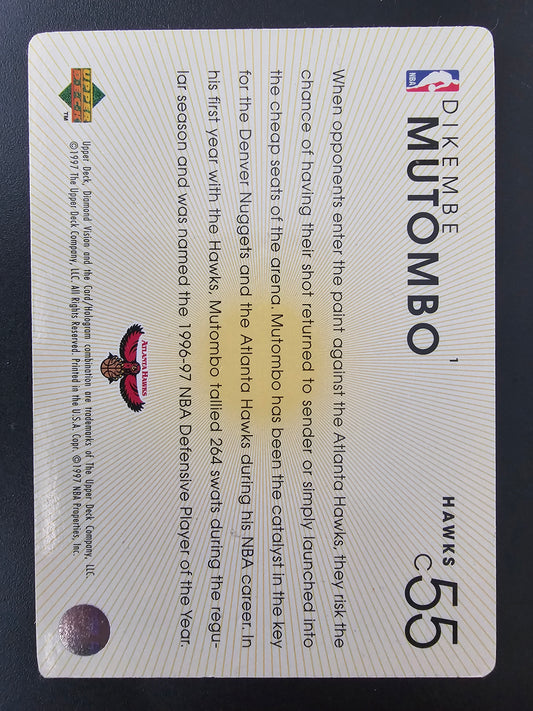 NBA
DIKEMBE
MUTOMBO
1
HAWKS
C 55
When opponents enter the paint against the Atlanta Hawks, they risk the
chance of having their shot returned to sender or simply launched into
the cheap seats of the arena. Mutombo has been the catalyst in the key
for the Denver Nuggets and the Atlanta Hawks during his NBA career. In
his first year with the Hawks, Mutombo tallied 264 swats during the regu-
lar season and was named the 1996-97 NBA Defensive Player of the Year.
ATLANTA HAWKS
UPPER
DECK
TM
Upper Deck, Diamond Vision and the Card/Hologram combination are trademarks of The Upper Deck Company, LLC.
©1997 The Upper Deck Company, LLC. All Rights Reserved. Printed in the U.S.A. Copr. ©1997 NBA Properties, Inc.